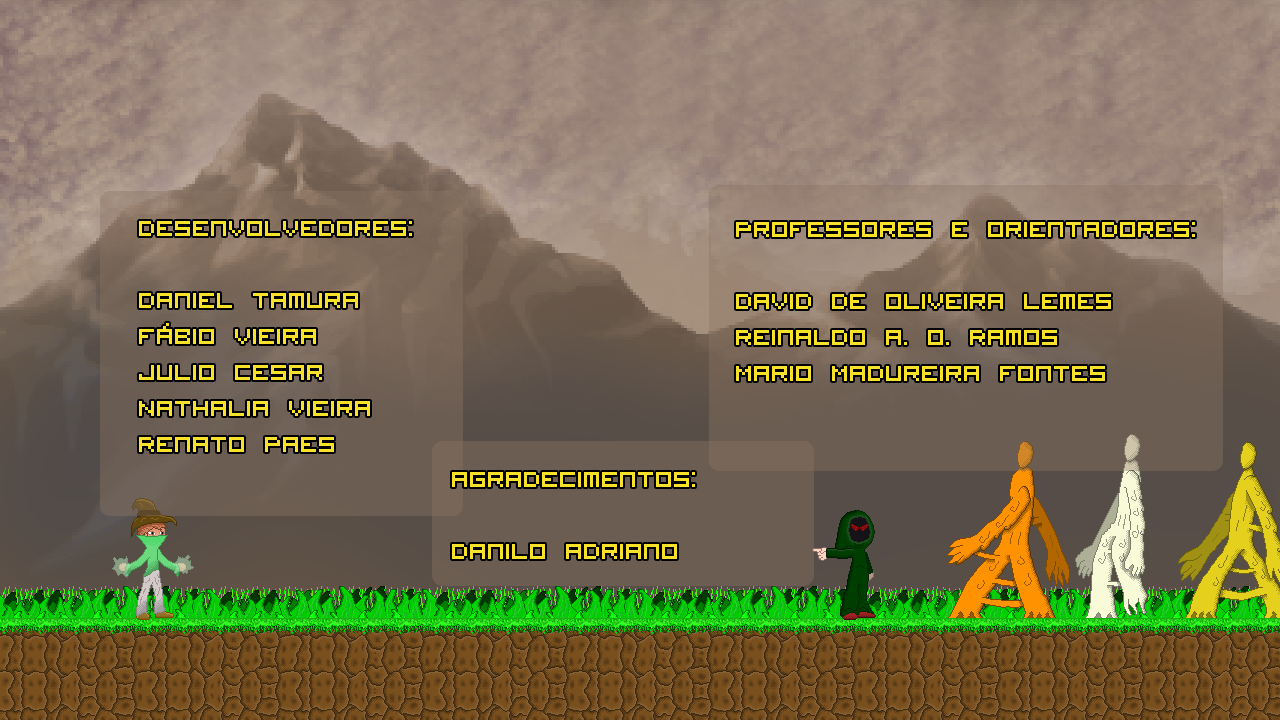 DESENVOLVEDORES:
DANIEL TAMURA
FÁBIO VIEIRA
JULIO CESAR
NATHALIA VIEIRA
RENATO PAES
PROFESSORES E ORIENTADORES:
DAVID DE OLIVEIRA LEMES
REINALDO A. O. RAMOS
MARIO MADUREIRA FONTES
AGRADECIMENTOS:
DANILO ADRIANO